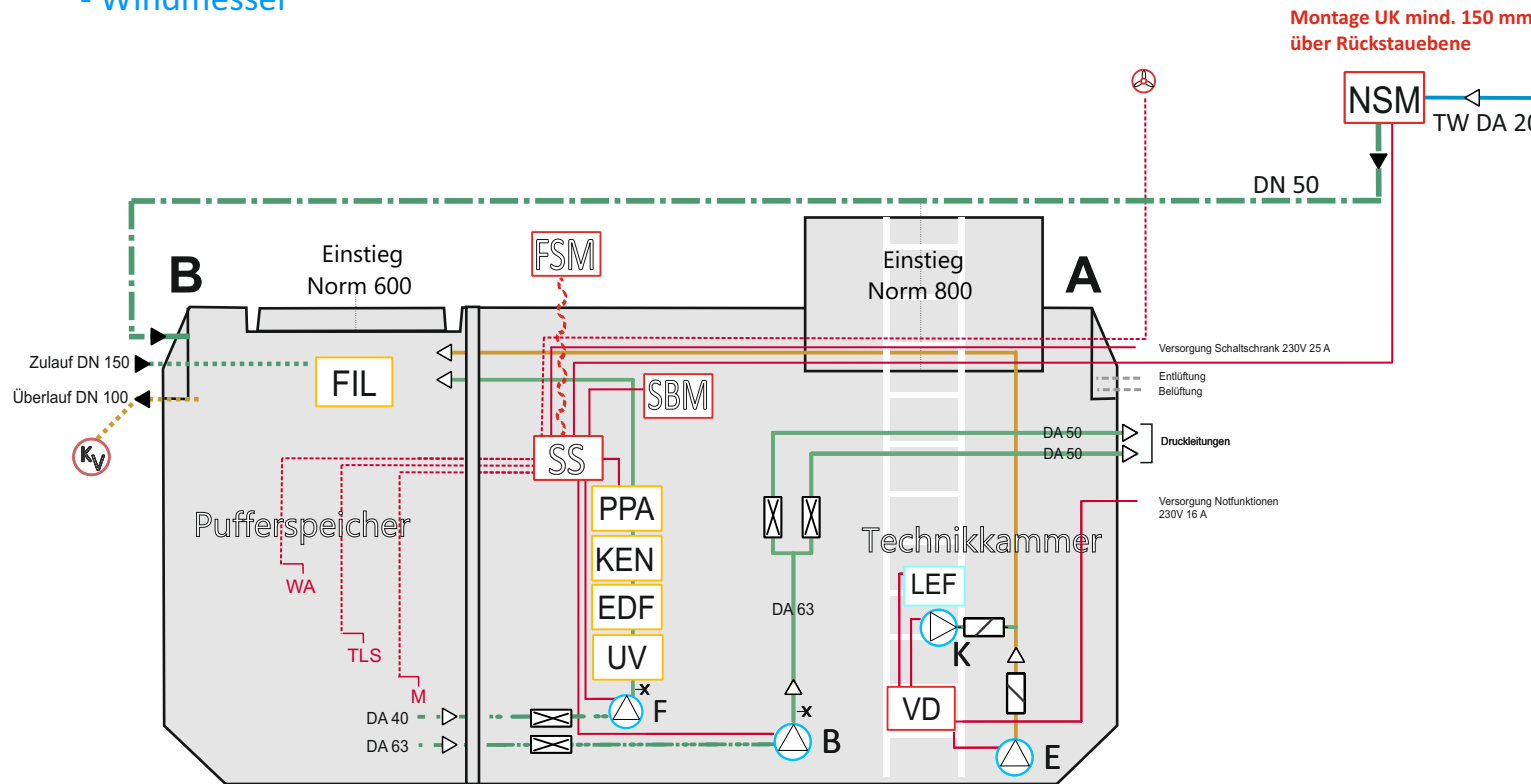 - Windmesser
Montage UK mind. 150 mm
über Rückstauebene
NSM
TW DA 20
DN 50
B
Einstieg
Norm 600
FSM
Einstieg
Norm 800
A
Zulauf DN 150
Überlauf DN 100
KV
FIL
SBM
SS
Versorgung Schaltschrank 230V 25 A
Entlüftung
Belüftung
DA 50
DA 50
Druckleitungen
Pufferspeicher
PPA
KEN
EDF
UV
Technikkammer
Versorgung Notfunktionen
230V 16 A
WA
TLS
M
DA 63
LEF
K
VD
DA 40
DA 63
F
B
E